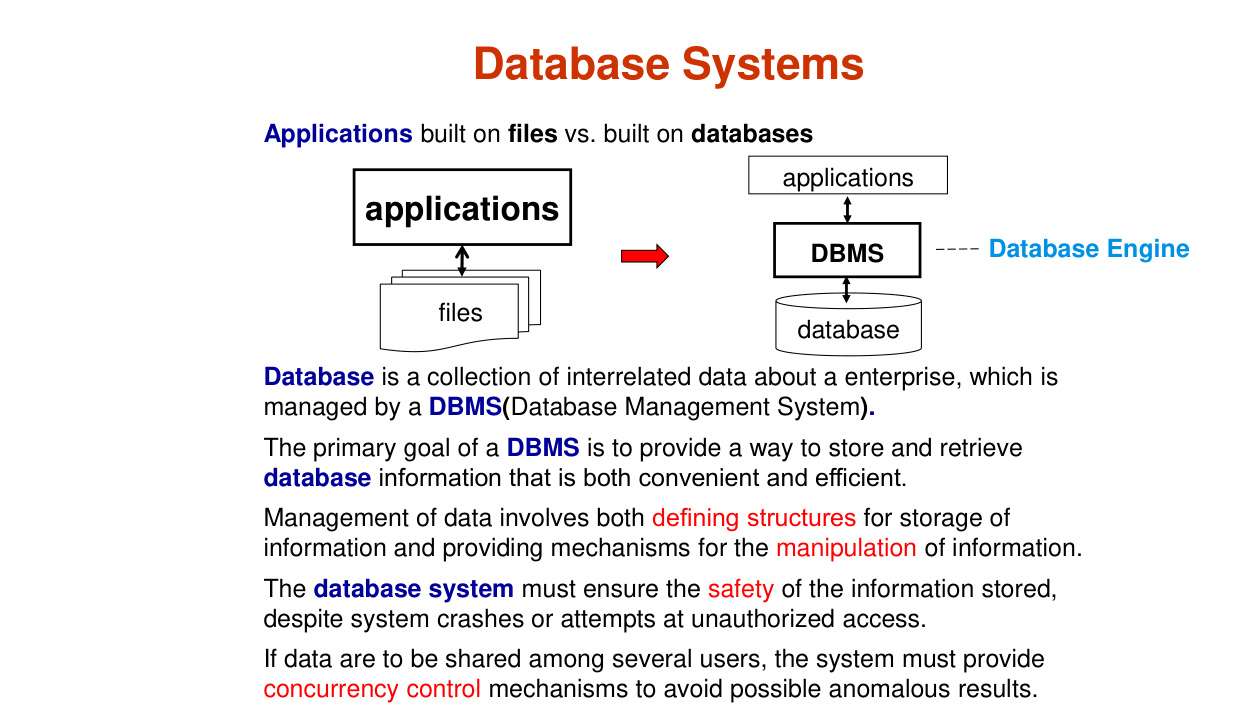 Database Systems
Applications built on files vs. built on databases
applications
files
applications
DBMS
Database Engine
database
Database is a collection of interrelated data about a enterprise, which is
managed by a DBMS(Database Management System).
The primary goal of a DBMS is to provide a way to store and retrieve
database information that is both convenient and efficient.
Management of data involves both defining structures for storage of
information and providing mechanisms for the manipulation of information.
The database system must ensure the safety of the information stored,
despite system crashes or attempts at unauthorized access.
If data are to be shared among several users, the system must provide
concurrency control mechanisms to avoid possible anomalous results.